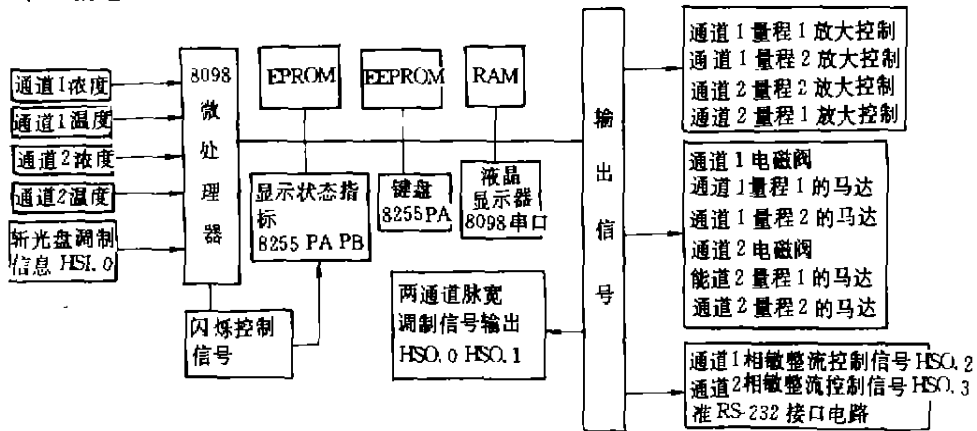 通道1浓度
通道1温度
通道2浓度
通道2温度
斩光盘调制
信息 HSI.0
8098
微
处
理
器
EPROM
EEPROM
RAM
显示状态指
标
8255 PA PB
键盘
8255PA
液晶
显示器
8098串口
闪烁控制
信号
两通道脉宽
调制信号输出
HSO.0 HSO.1
输
出
信
号
通道1量程1放大控制
通道1量程2放大控制
通道2量程2放大控制
通道2量程1放大控制
通道1电磁阀
通道1量程1的马达
通道1量程2的马达
通道2电磁阀
能道2量程1的马达
通道2量程2的马达
通道1相敏整流控制信号HSO.2
通道2相敏整流控制信号HSO.3
准RS-232接口电路